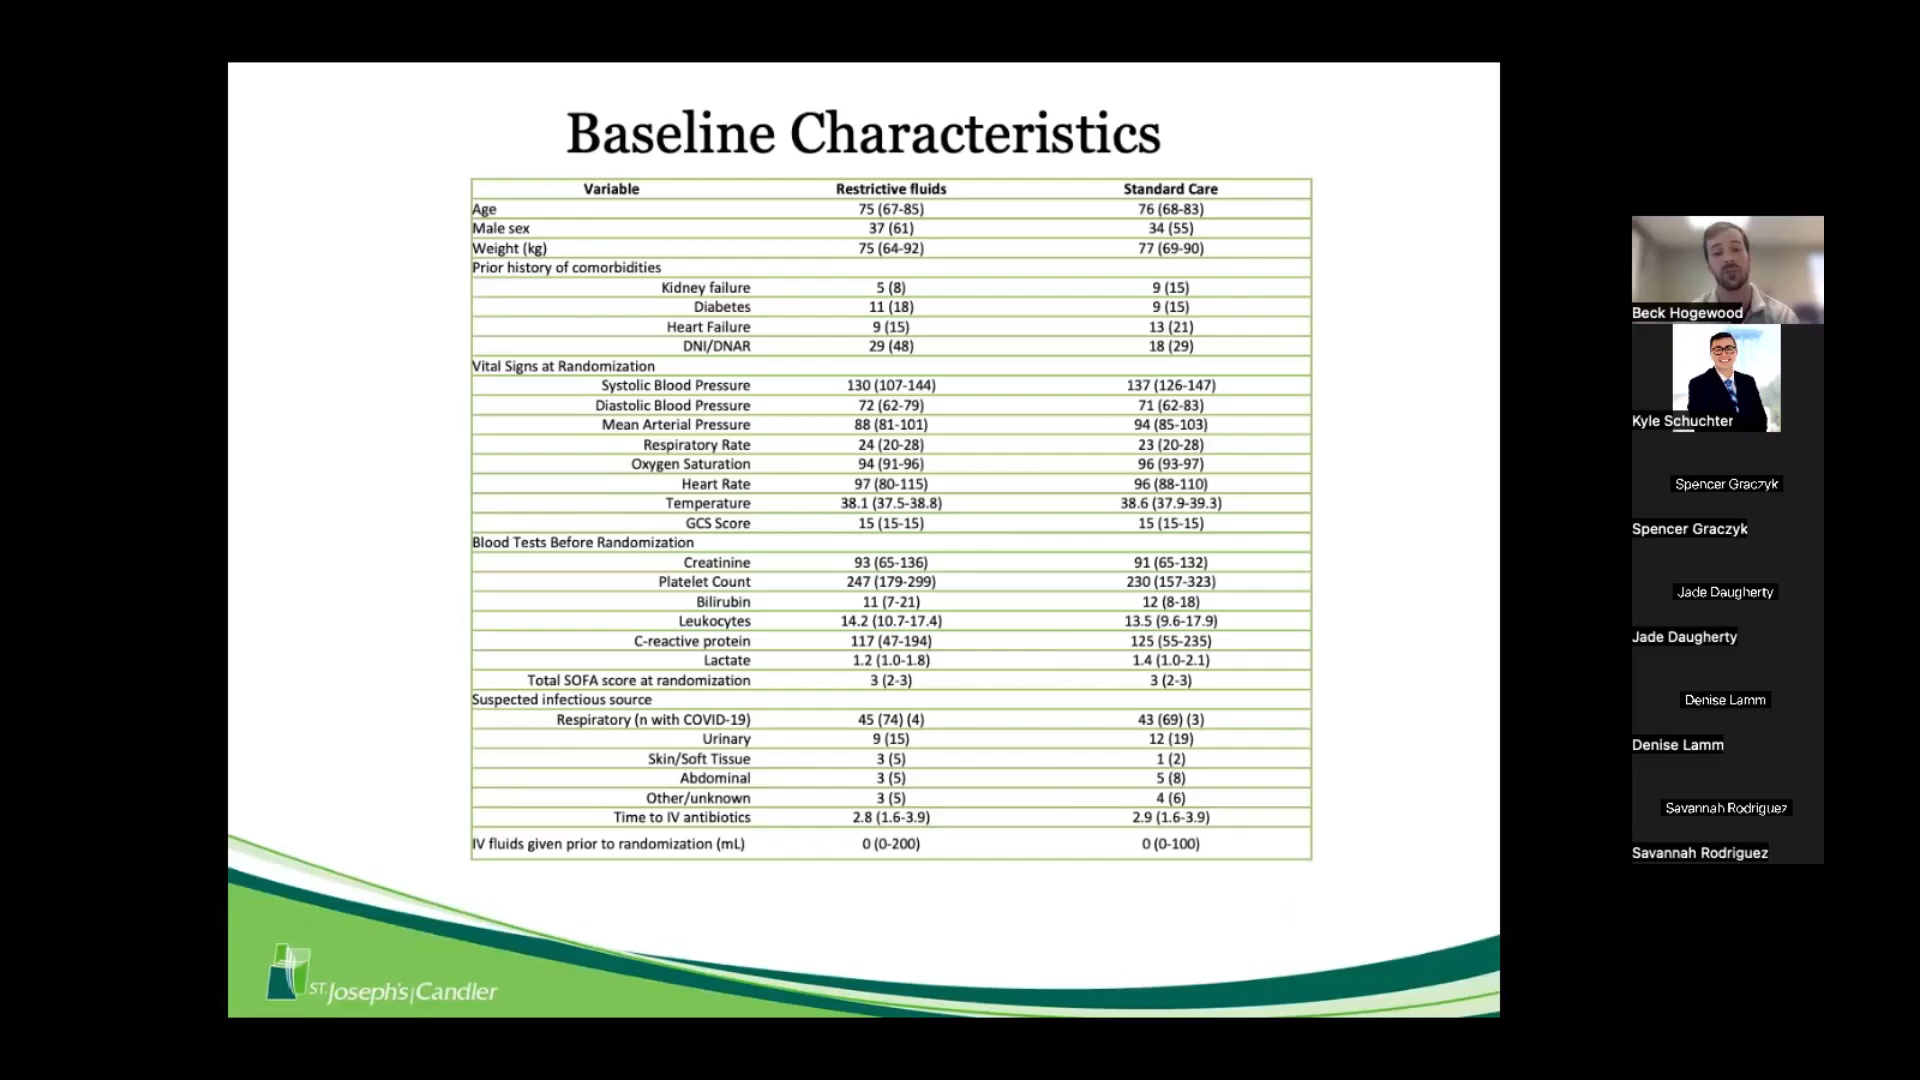 Baseline Characteristics
Variable Restrictive fluids Standard Care
Age 75 (67-85) 76 (68-83)
Male sex 37 (61) 34 (55)
Weight (kg) 75 (64-92) 77 (69-90)
Prior history of comorbidities
Kidney failure 5 (8) 9 (15)
Diabetes 11 (18) 9 (15)
Heart Failure 9 (15) 13 (21)
DNI/DNAR 29 (48) 18 (29)
Vital Signs at Randomization
Systolic Blood Pressure 130 (107-144) 137 (126-147)
Diastolic Blood Pressure 72 (62-79) 71 (62-83)
Mean Arterial Pressure 88 (81-101) 94 (85-103)
Respiratory Rate 24 (20-28) 23 (20-28)
Oxygen Saturation 94 (91-96) 96 (93-97)
Heart Rate 97 (80-115) 96 (88-110)
Temperature 38.1 (37.5-38.8) 38.6 (37.9-39.3)
GCS Score 15 (15-15) 15 (15-15)
Blood Tests Before Randomization
Creatinine 93 (65-136) 91 (65-132)
Platelet Count 247 (179-299) 230 (157-323)
Bilirubin 11 (7-21) 12 (8-18)
Leukocytes 14.2 (10.7-17.4) 13.5 (9.6-17.9)
C-reactive protein 117 (47-194) 125 (55-235)
Lactate 1.2 (1.0-1.8) 1.4 (1.0-2.1)
Total SOFA score at randomization 3 (2-3) 3 (2-3)
Suspected infectious source
Respiratory (n with COVID-19) 45 (74) (4) 43 (69) (3)
Urinary 9 (15) 12 (19)
Skin/Soft Tissue 3 (5) 1 (2)
Abdominal 3 (5) 5 (8)
Other/unknown 3 (5) 4 (6)
Time to IV antibiotics 2.8 (1.6-3.9) 2.9 (1.6-3.9)
IV fluids given prior to randomization (mL) 0 (0-200) 0 (0-100)
ST. Joseph's|Candler
Beck Hogewood
Kyle Schuchter
Spencer Graczyk
Spencer Graczyk
Jade Daugherty
Jade Daugherty
Denise Lamm
Denise Lamm
Savannah Rodriguez
Savannah Rodriguez